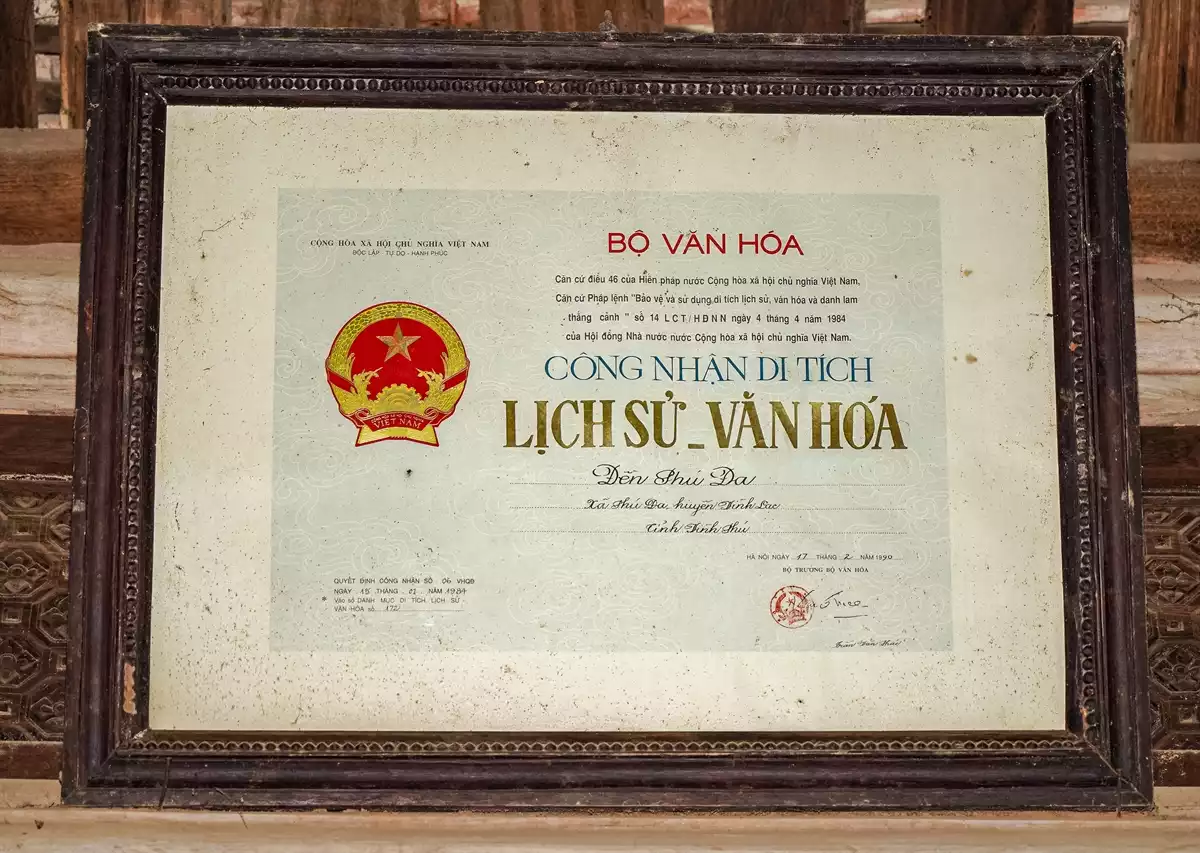 CỘNG HÒA XÃ HỘI CHỦ NGHĨA VIỆT NAM
ĐỘC LẬP TỰ DO - HẠNH PHÚC
VIỆT NAM
BỘ VĂN HÓA
Căn cứ điều 46 của Hiến pháp nước Cộng hòa xã hội chủ nghĩa Việt Nam.
Căn cứ Pháp lệnh "Bảo vệ và sử dụng di tích lịch sử, văn hóa và danh lam
thắng cảnh " số 14 LCT/HĐNN ngày 4 tháng 4 năm 1984
của Hội đồng Nhà nước nước Cộng hòa xã hội chủ nghĩa Việt Nam.
CÔNG NHẬN DI TÍCH
LỊCH SỬ _ VĂN HÓA
Đền Phú Đa
Xã Phú Đa, huyện Vĩnh Lạc
tỉnh Vĩnh Phú
HÀ NỘI NGÀY 17 THÁNG 2 NĂM 1990
BỘ TRƯỞNG BỘ VĂN HÓA
Trần Văn Phác
QUYẾT ĐỊNH CÔNG NHẬN SỐ 06 VHQĐ
NGÀY 15 THÁNG 01 NĂM 1984
Vào sổ DANH MỤC DI TÍCH LỊCH SỬ -
VĂN HÓA số 172